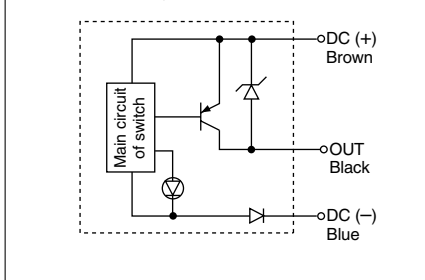 DC (+)
Brown
Main circuit
of switch
OUT
Black
DC (–)
Blue